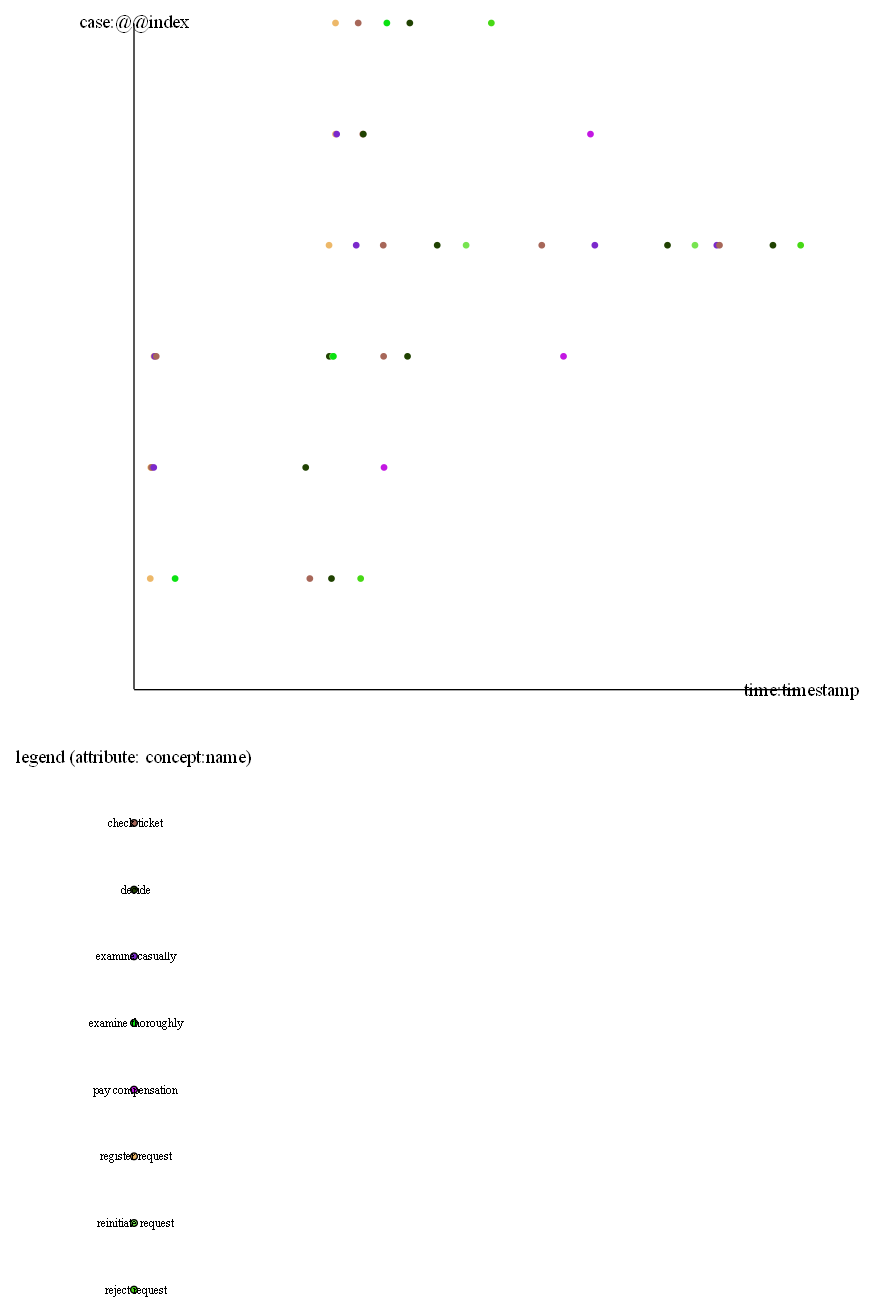 case:@@index
time:timestamp
legend (attribute: concept:name)
check ticket
decide
examine casually
examine thoroughly
pay compensation
register request
reinitiate request
reject request